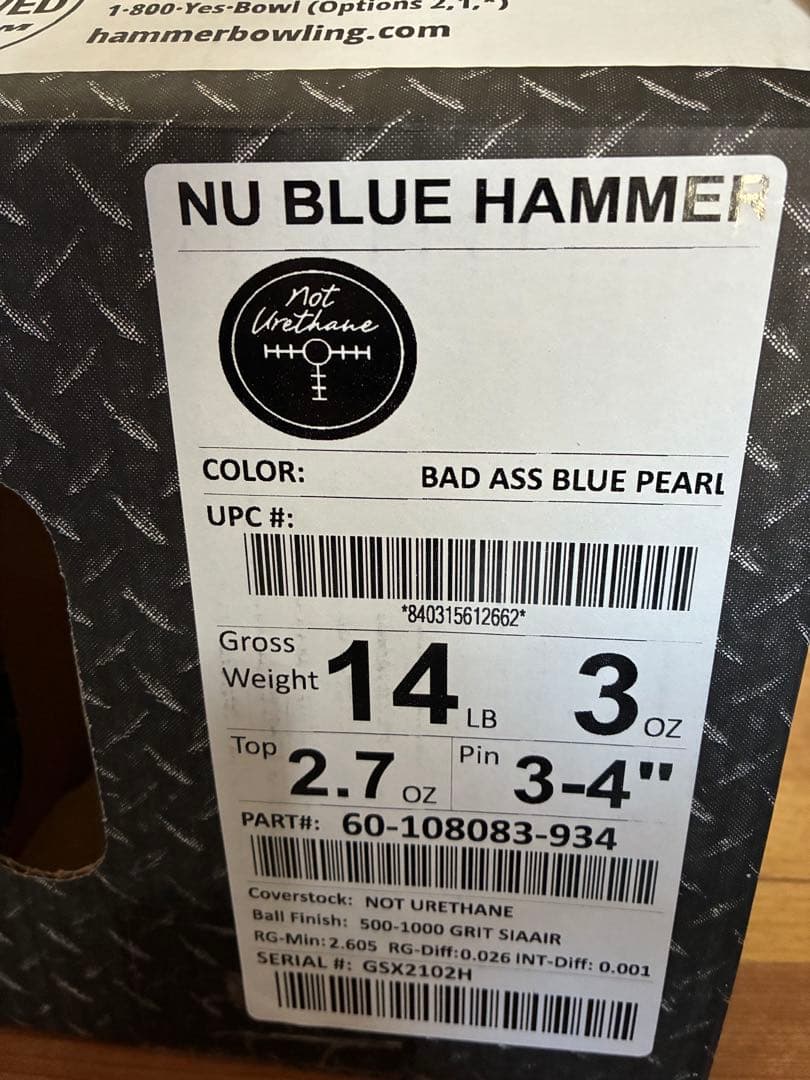 1-800-Yes-Bowl (Options 2,1,*)
hammerbowling.com
NU BLUE HAMMER
Not
Urethane
COLOR: BAD ASS BLUE PEARL
UPC #:
*840315612662*
Gross
Weight 14 LB 3 OZ
Top 2.7 OZ Pin 3-4"
PART#: 60-108083-934
Coverstock: NOT URETHANE
Ball Finish: 500-1000 GRIT SIAAIR
RG-Min: 2.605 RG-Diff:0.026 INT-Diff: 0.001
SERIAL #: GSX2102H